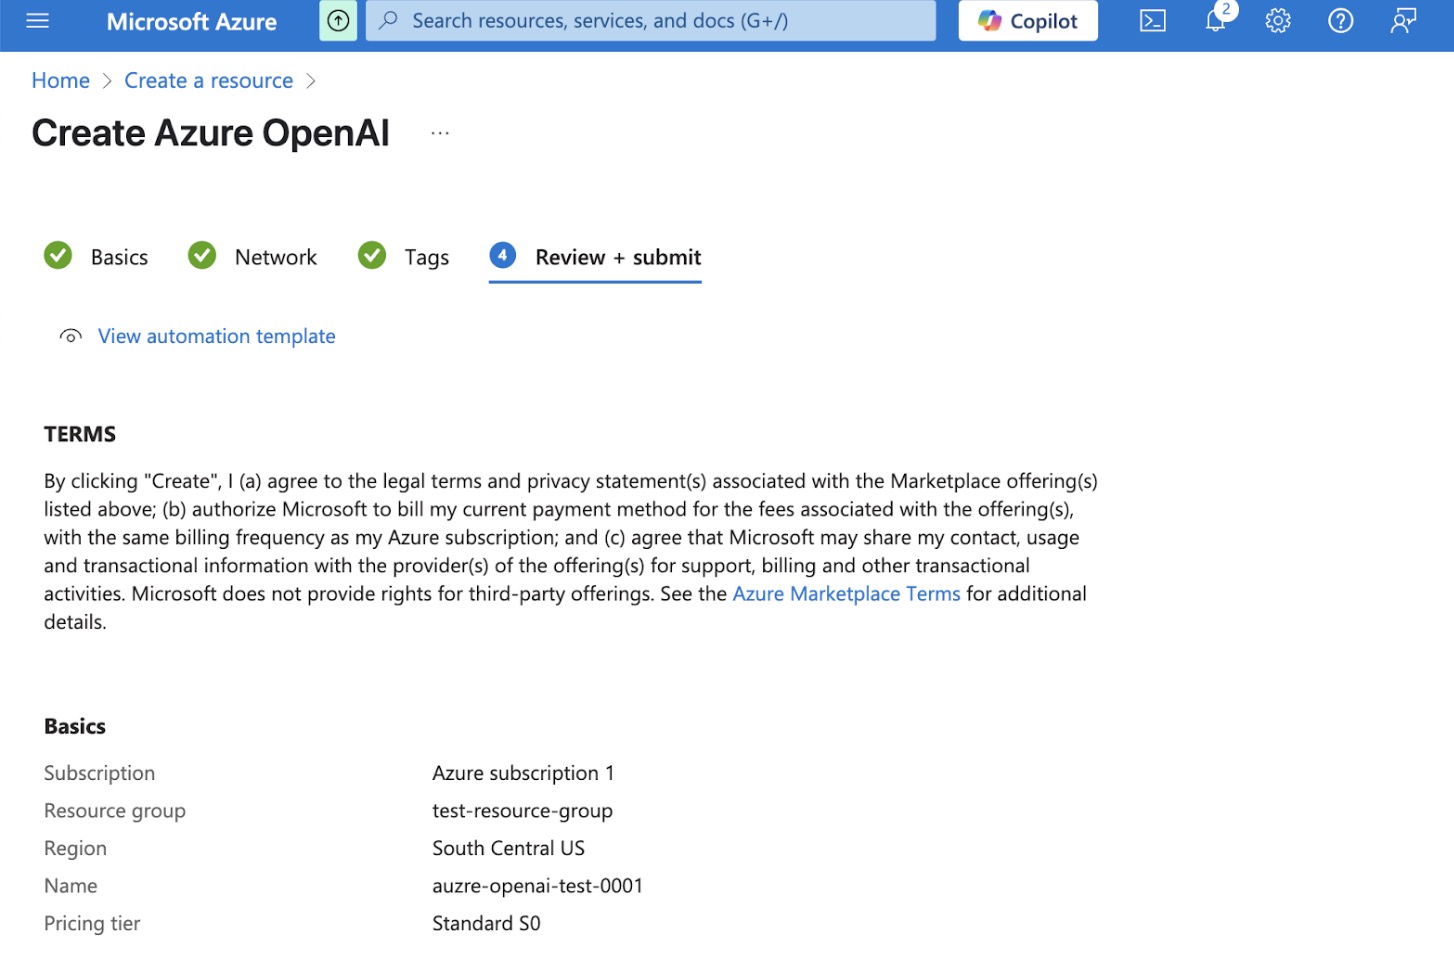 Microsoft Azure
Search resources, services, and docs (G+/)
Copilot
2
Home > Create a resource >
Create Azure OpenAI ...
Basics
Network
Tags
4 Review + submit
View automation template
TERMS
By clicking "Create", I (a) agree to the legal terms and privacy statement(s) associated with the Marketplace offering(s)
listed above; (b) authorize Microsoft to bill my current payment method for the fees associated with the offering(s),
with the same billing frequency as my Azure subscription; and (c) agree that Microsoft may share my contact, usage
and transactional information with the provider(s) of the offering(s) for support, billing and other transactional
activities. Microsoft does not provide rights for third-party offerings. See the Azure Marketplace Terms for additional
details.
Basics
Subscription Azure subscription 1
Resource group test-resource-group
Region South Central US
Name auzre-openai-test-0001
Pricing tier Standard S0